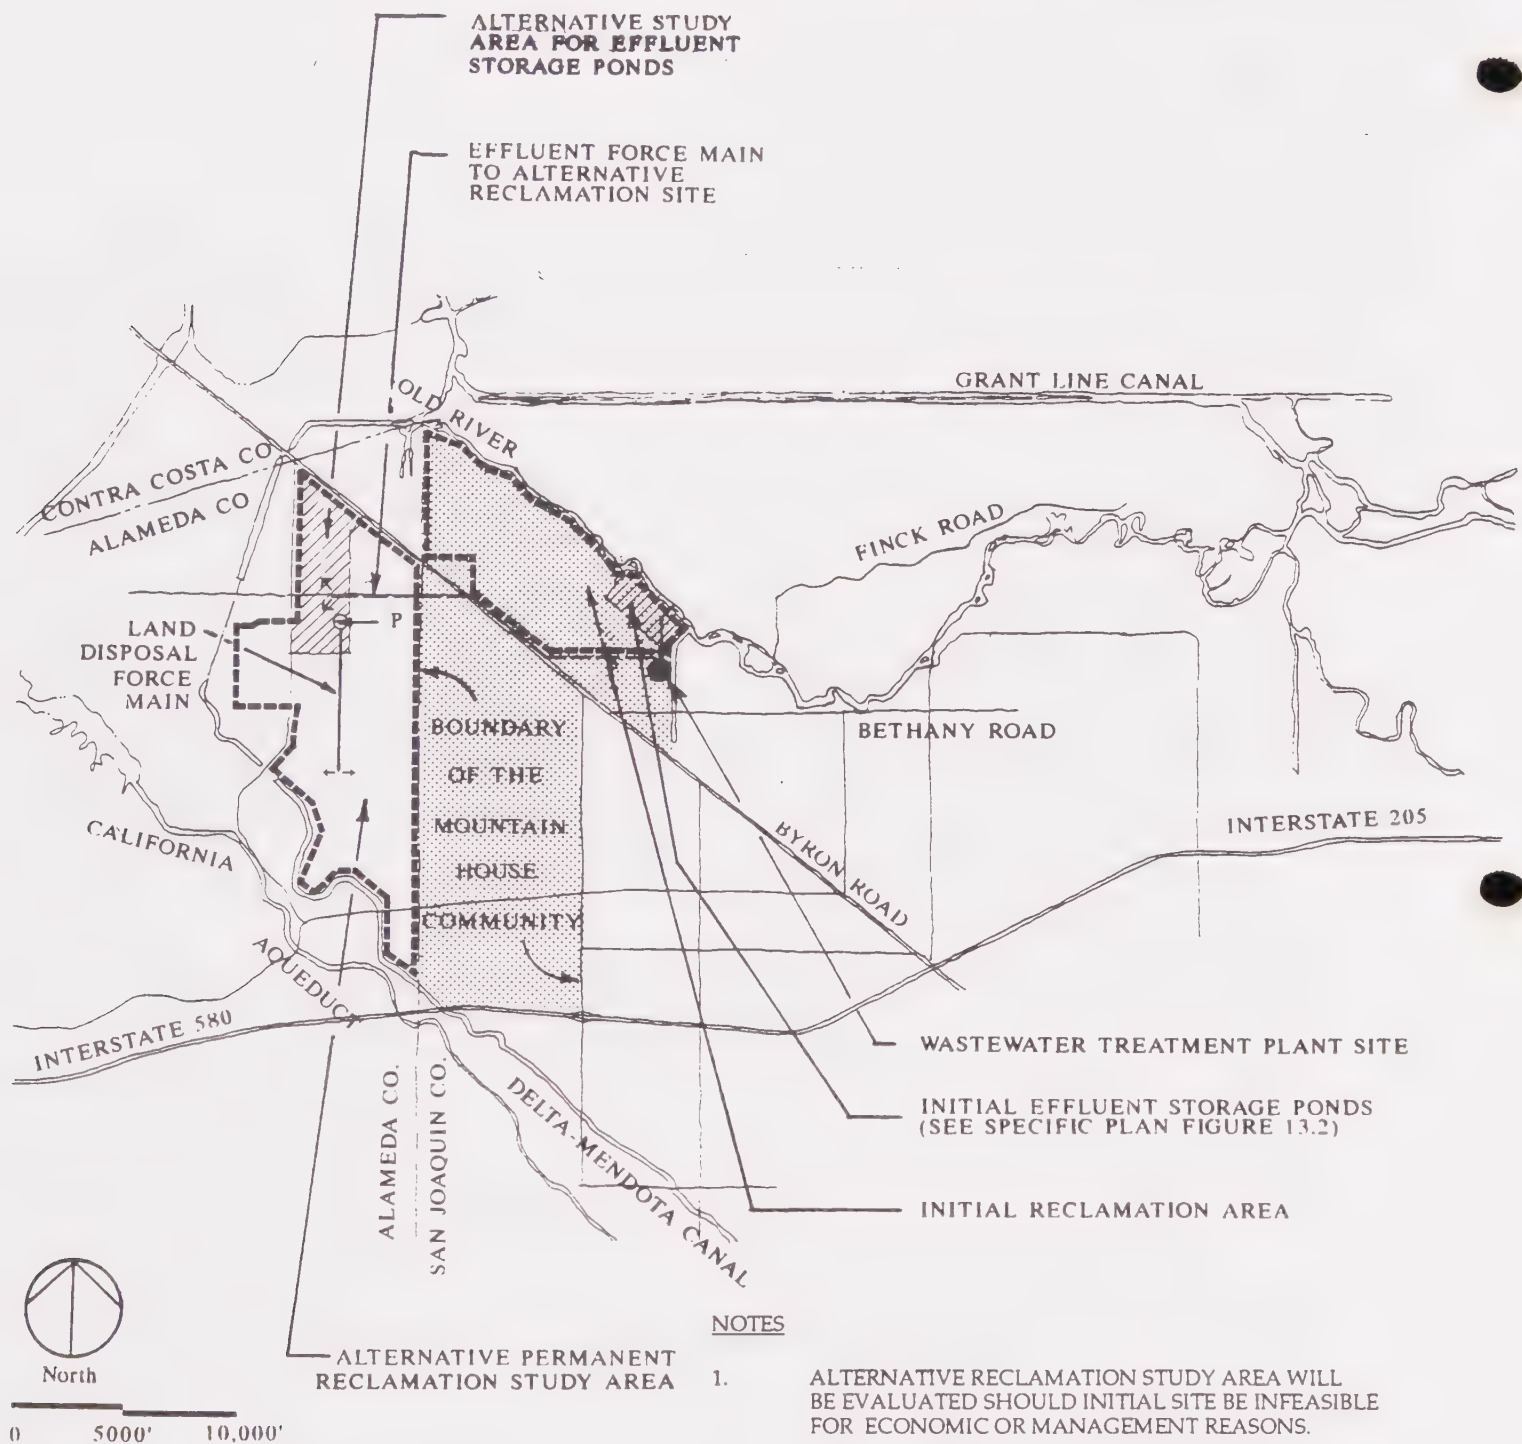 ALTERNATIVE STUDY
AREA FOR EFFLUENT
STORAGE PONDS
EFFLUENT FORCE MAIN
TO ALTERNATIVE
RECLAMATION SITE
GRANT LINE CANAL
OLD RIVER
CONTRA COSTA CO
ALAMEDA CO
FINCK ROAD
LAND
DISPOSAL
FORCE
MAIN
P
BOUNDARY
OF THE
MOUNTAIN
HOUSE
COMMUNITY
BETHANY ROAD
CALIFORNIA
AQUEDUCT
BYRON ROAD
INTERSTATE 205
INTERSTATE 580
WASTEWATER TREATMENT PLANT SITE
INITIAL EFFLUENT STORAGE PONDS
(SEE SPECIFIC PLAN FIGURE 13.2)
INITIAL RECLAMATION AREA
ALAMEDA CO.
SAN JOAQUIN CO.
DELTA-MENDOTA CANAL
North
0 5000' 10,000'
ALTERNATIVE PERMANENT
RECLAMATION STUDY AREA
NOTES
1. ALTERNATIVE RECLAMATION STUDY AREA WILL
BE EVALUATED SHOULD INITIAL SITE BE INFEASIBLE
FOR ECONOMIC OR MANAGEMENT REASONS.